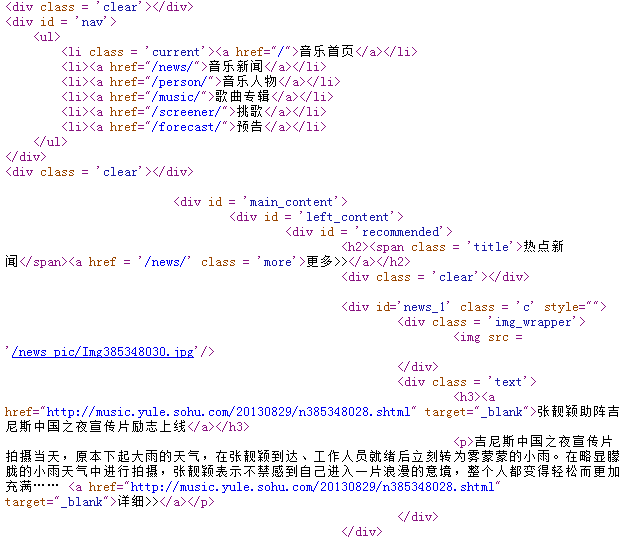 <div class = 'clear'></div>
<div id = 'nav'>
<ul>
<li class = 'current'><a href="/">音乐首页</a></li>
<li><a href="/news/">音乐新闻</a></li>
<li><a href="/person/">音乐人物</a></li>
<li><a href="/music/">歌曲专辑</a></li>
<li><a href="/screener/">挑歌</a></li>
<li><a href="/forecast/">预告</a></li>
</ul>
</div>
<div class = 'clear'></div>
<div id = 'main_content'>
<div id = 'left_content'>
<div id = 'recommended'>
<h2><span class = 'title'>热点新
闻</span><a href = '/news/' class = 'more'>更多>></a></h2>
<div class = 'clear'></div>
<div id='news_1' class = 'c' style="">
<div class = 'img_wrapper'>
<img src =
'/news_pic/Img385348030.jpg'/>
</div>
<div class = 'text'>
<h3><a
href="http://music.yule.sohu.com/20130829/n385348028.shtml" target="_blank">张靓颖助阵吉
尼斯中国之夜宣传片励志上线</a></h3>
<p>吉尼斯中国之夜宣传片
拍摄当天，原本下起大雨的天气，在张靓颖到达、工作人员就绪后立刻转为雾蒙蒙的小雨。在略显朦
胧的小雨天气中进行拍摄，张靓颖表示不禁感到自己进入一片浪漫的意境，整个人都变得轻松而更加
充满…… <a href="http://music.yule.sohu.com/20130829/n385348028.shtml"
target="_blank">详细>></a></p>
</div>
</div>